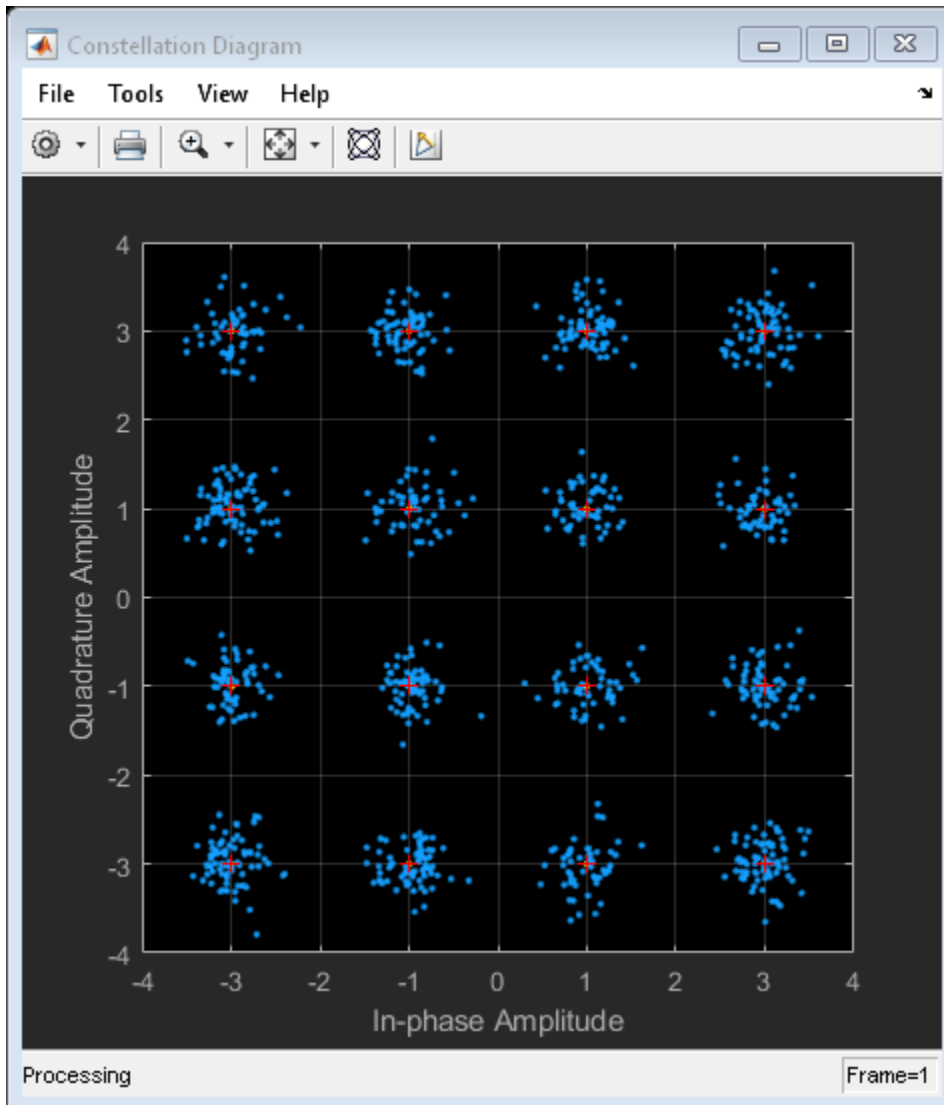 Constellation Diagram
File Tools View Help
4
3
2
1
0
-1
-2
-3
-4
Quadrature Amplitude
-4 -3 -2 -1 0 1 2 3 4
In-phase Amplitude
Processing Frame=1